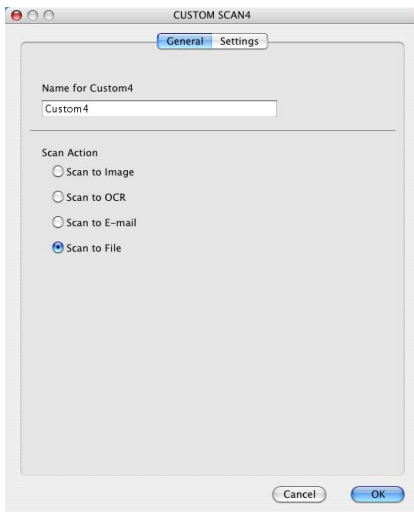 CUSTOM SCAN4
General Settings
Name for Custom4
Custom4
Scan Action
Scan to Image
Scan to OCR
Scan to E-mail
Scan to File
Cancel OK